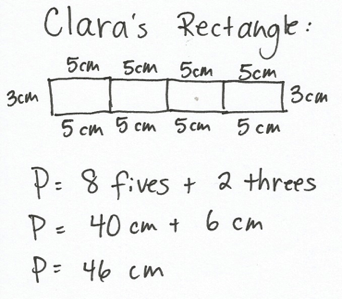 Clara's Rectangle:
5cm 5cm 5cm 5cm
3cm 3cm
5 cm 5 cm 5cm 5 cm
P= 8 fives + 2 threes
P= 40 cm + 6 cm
P= 46 cm